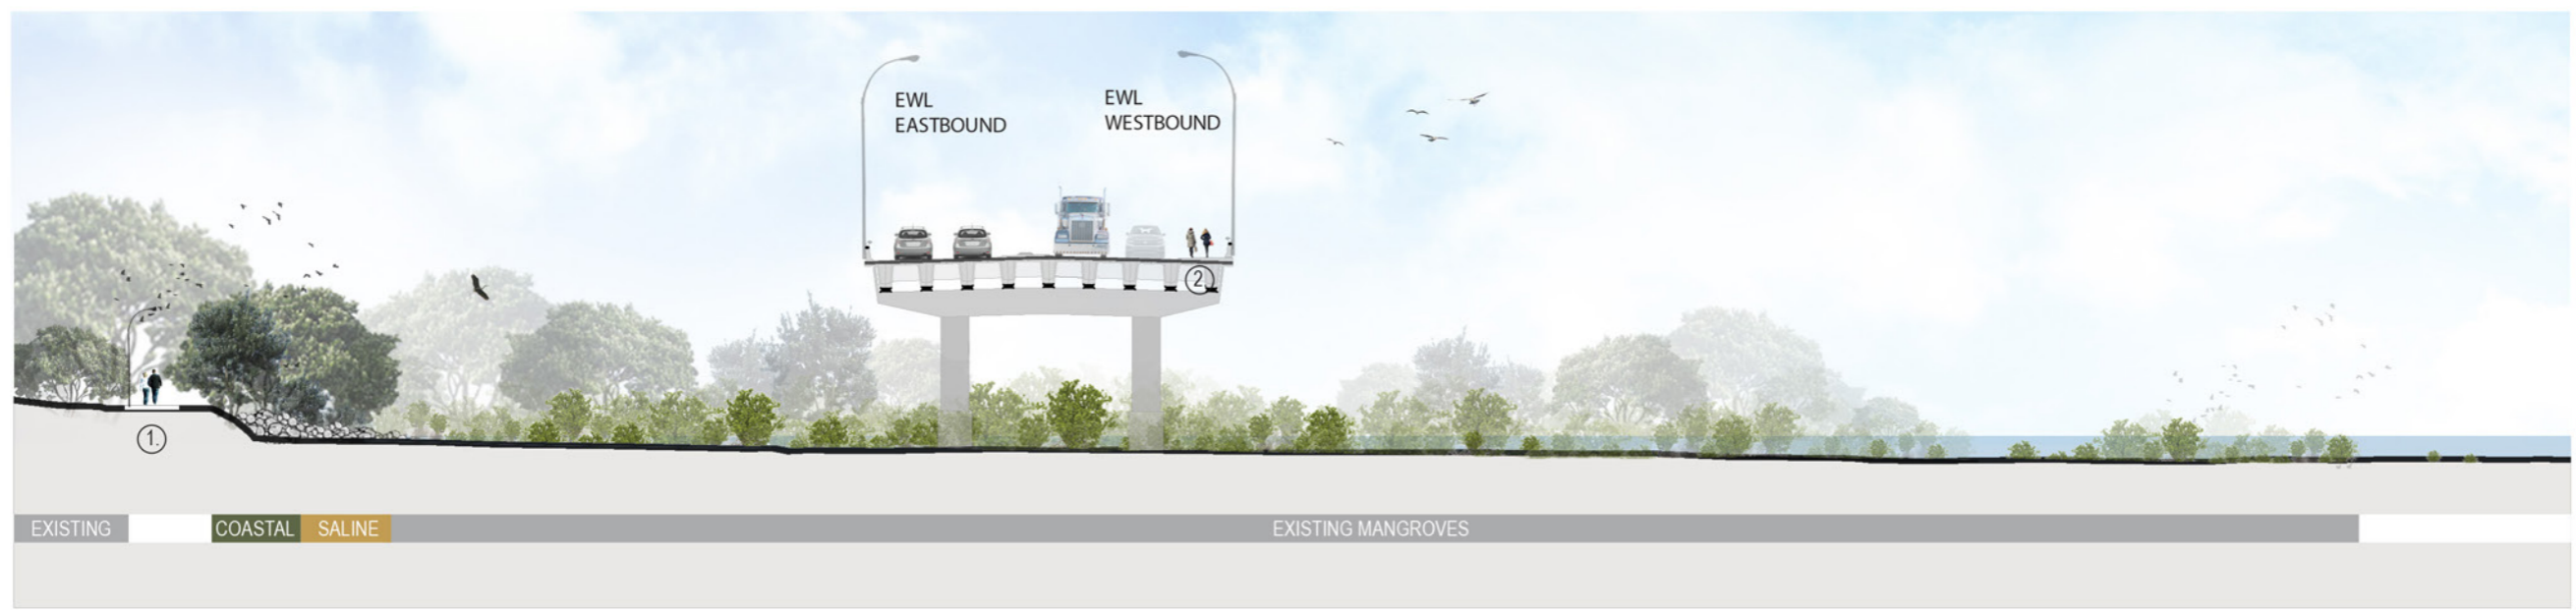 EWL
EASTBOUND
EWL
WESTBOUND
2
1.
EXISTING
COASTAL
SALINE
EXISTING MANGROVES